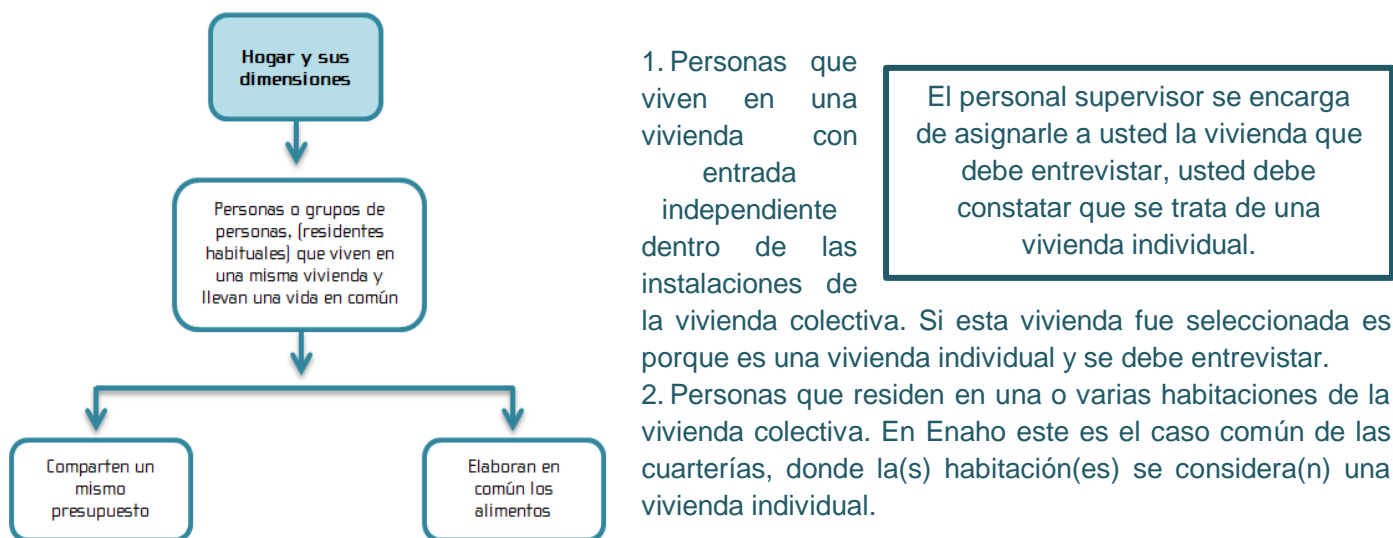 Hogar y sus
dimensiones
Personas o grupos de
personas, (residentes
habituales) que viven en
una misma vivienda y
llevan una vida en común
Comparten un
mismo
presupuesto
Elaboran en
común los
alimentos
1. Personas que
viven en una
vivienda con
entrada
independiente
dentro de las
instalaciones de
la vivienda colectiva. Si esta vivienda fue seleccionada es
porque es una vivienda individual y se debe entrevistar.
2. Personas que residen en una o varias habitaciones de la
vivienda colectiva. En Enaho este es el caso común de las
cuarterías, donde la(s) habitación(es) se considera(n) una
vivienda individual.
El personal supervisor se encarga
de asignarle a usted la vivienda que
debe entrevistar, usted debe
constatar que se trata de una
vivienda individual.